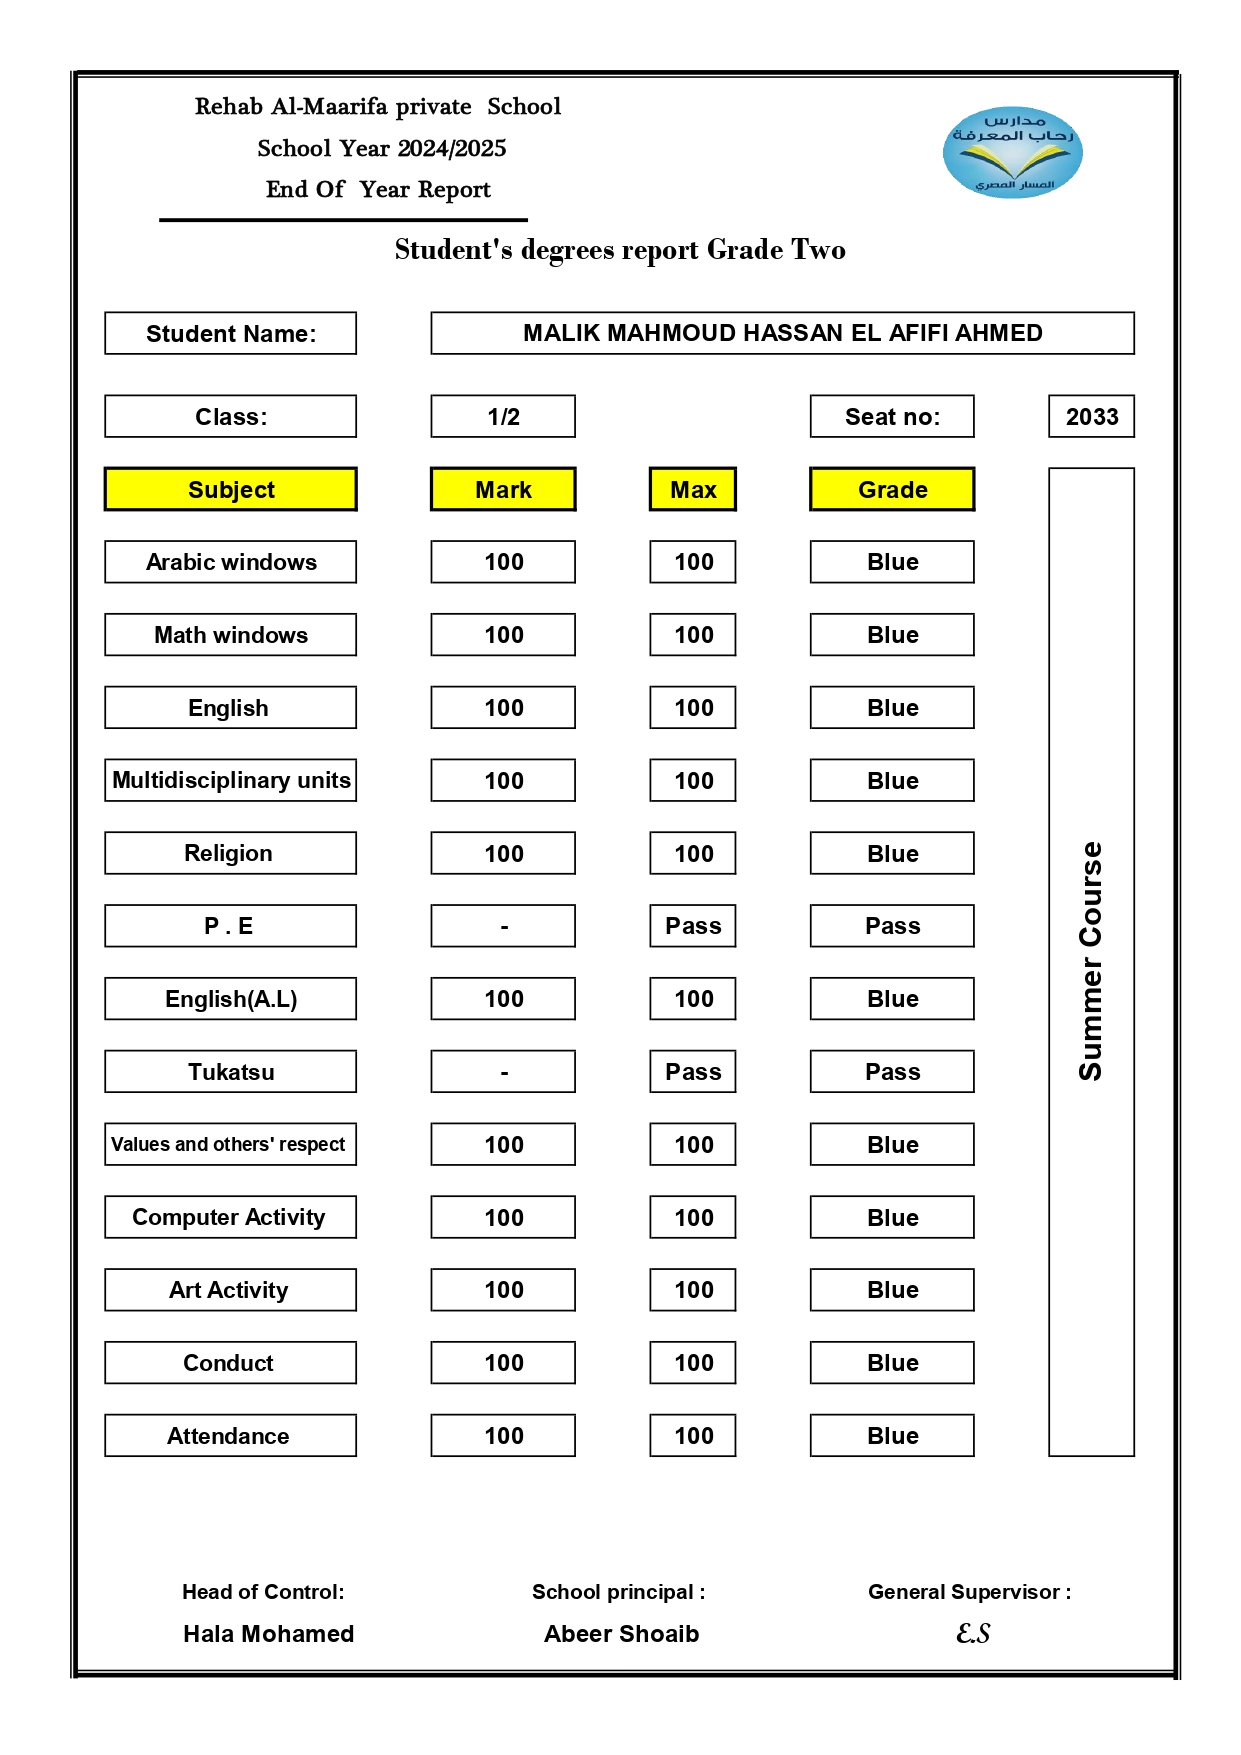 Rehab Al-Maarifa private School
School Year 2024/2025
End Of Year Report
مدارس
رحاب المعرفة
المسار المصري
Student's degrees report Grade Two
Student Name: MALIK MAHMOUD HASSAN EL AFIFI AHMED
Class: 1/2 Seat no: 2033
Subject Mark Max Grade
Arabic windows 100 100 Blue
Math windows 100 100 Blue
English 100 100 Blue
Multidisciplinary units 100 100 Blue
Religion 100 100 Blue
P . E - Pass Pass
English(A.L) 100 100 Blue
Tukatsu - Pass Pass
Values and others' respect 100 100 Blue
Computer Activity 100 100 Blue
Art Activity 100 100 Blue
Conduct 100 100 Blue
Attendance 100 100 Blue
Summer Course
Head of Control: School principal : General Supervisor :
Hala Mohamed Abeer Shoaib E.S